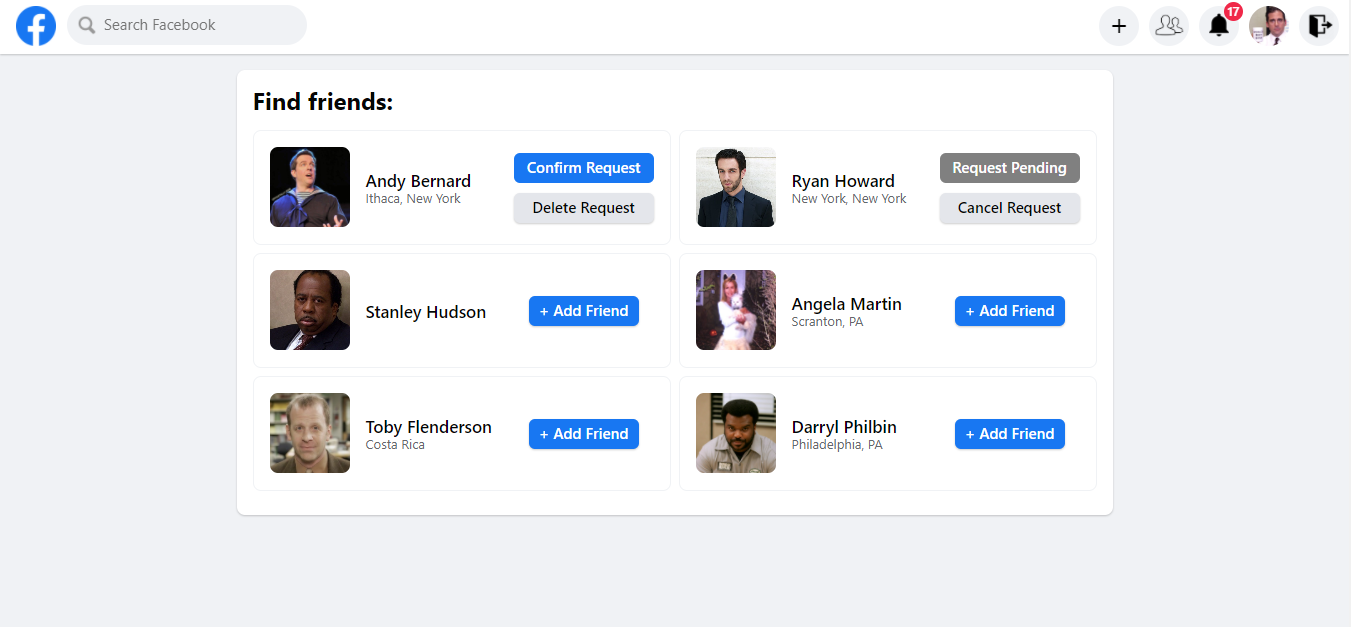 Search Facebook
17
Find friends:
Andy Bernard
Ithaca, New York
Confirm Request
Delete Request
Ryan Howard
New York, New York
Request Pending
Cancel Request
Stanley Hudson
+ Add Friend
Angela Martin
Scranton, PA
+ Add Friend
Toby Flenderson
Costa Rica
+ Add Friend
Darryl Philbin
Philadelphia, PA
+ Add Friend